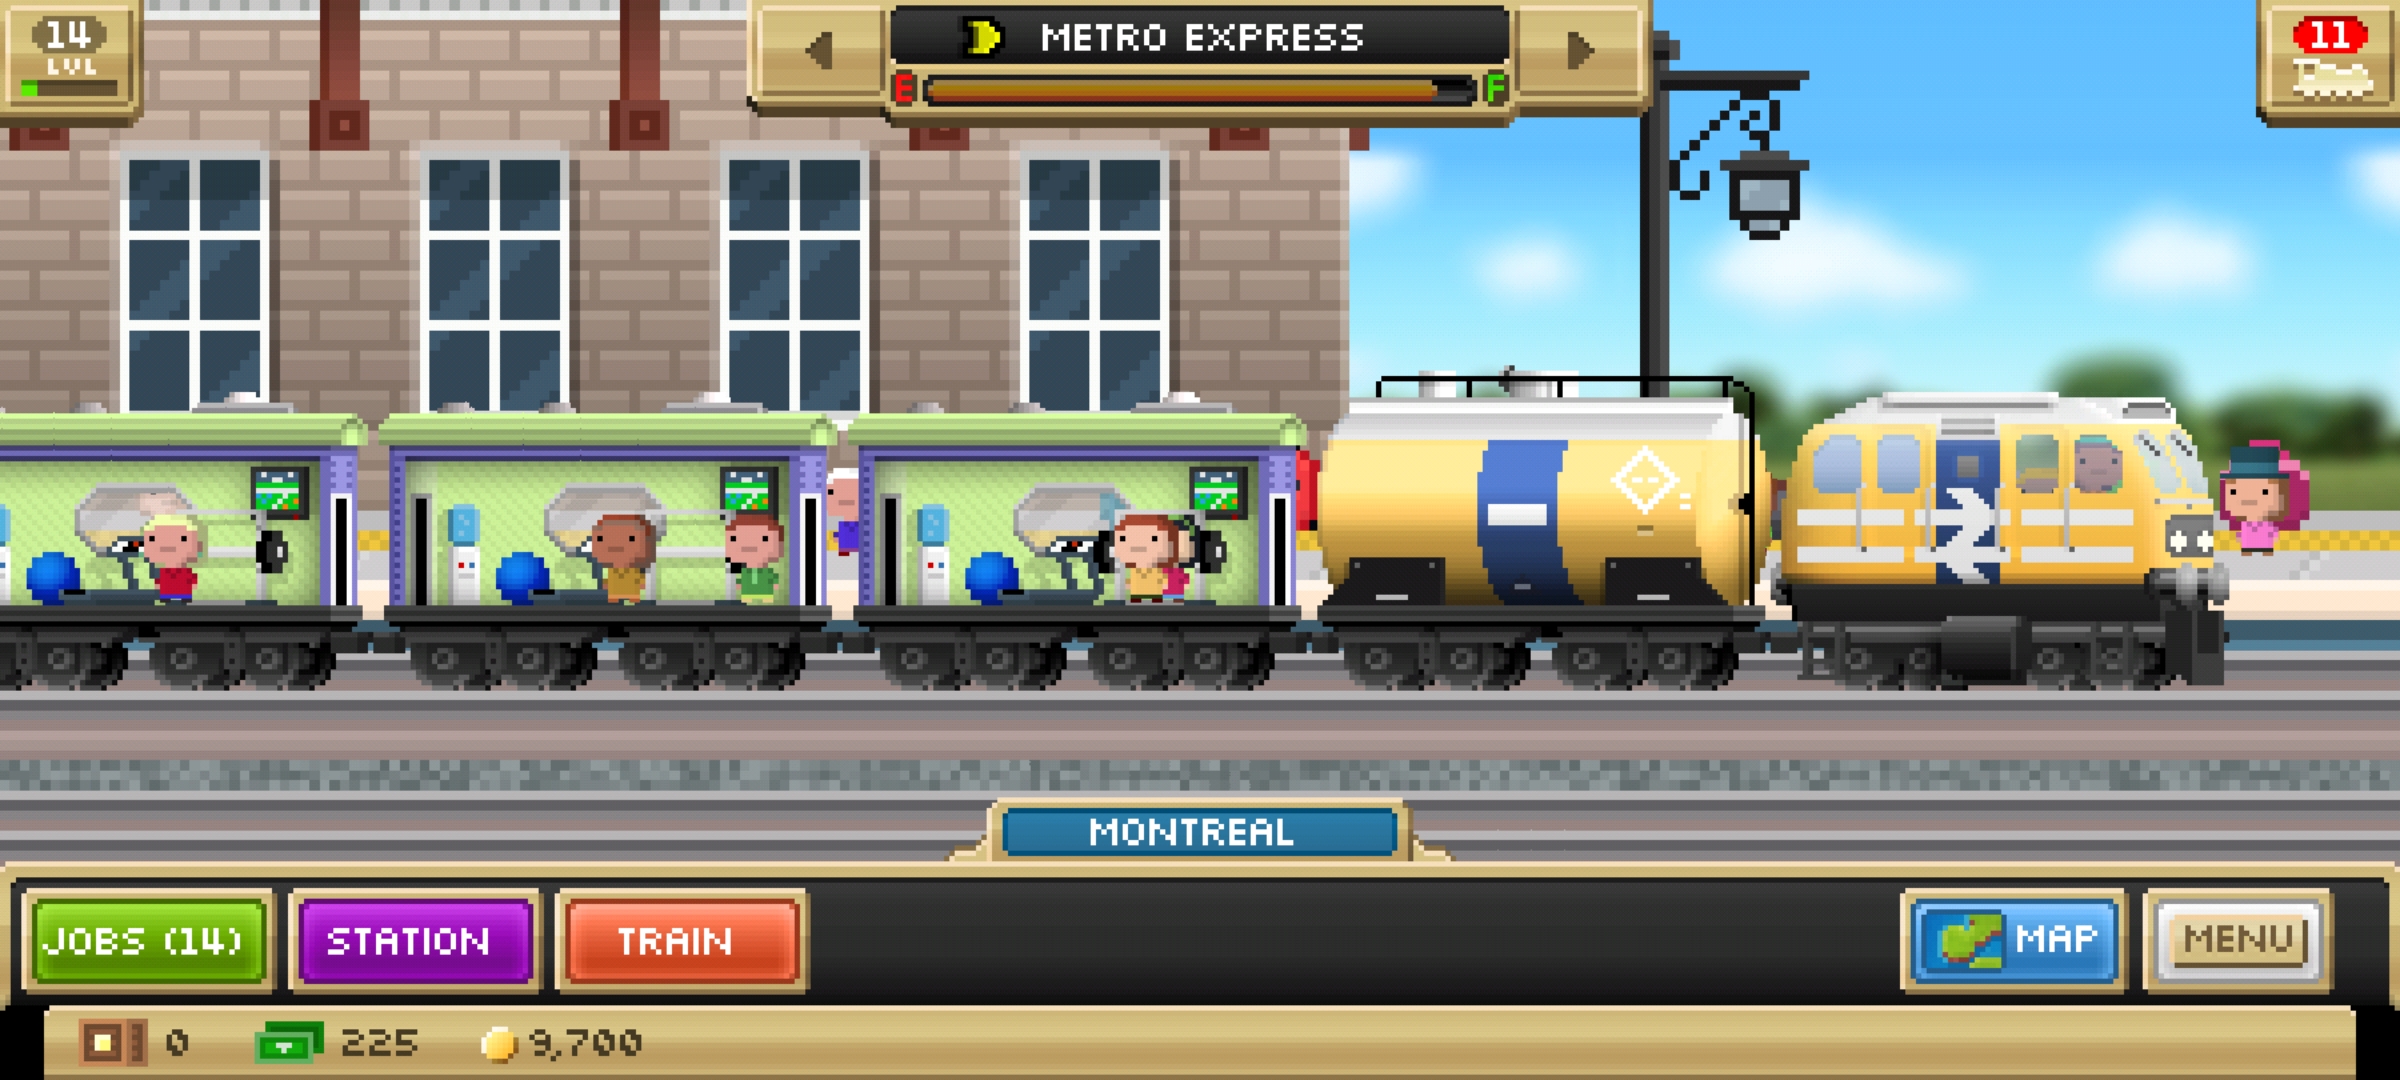 14
LVL
METRO EXPRESS
E F
11
MONTREAL
JOBS (14)
STATION
TRAIN
MAP
MENU
0
225
9,700